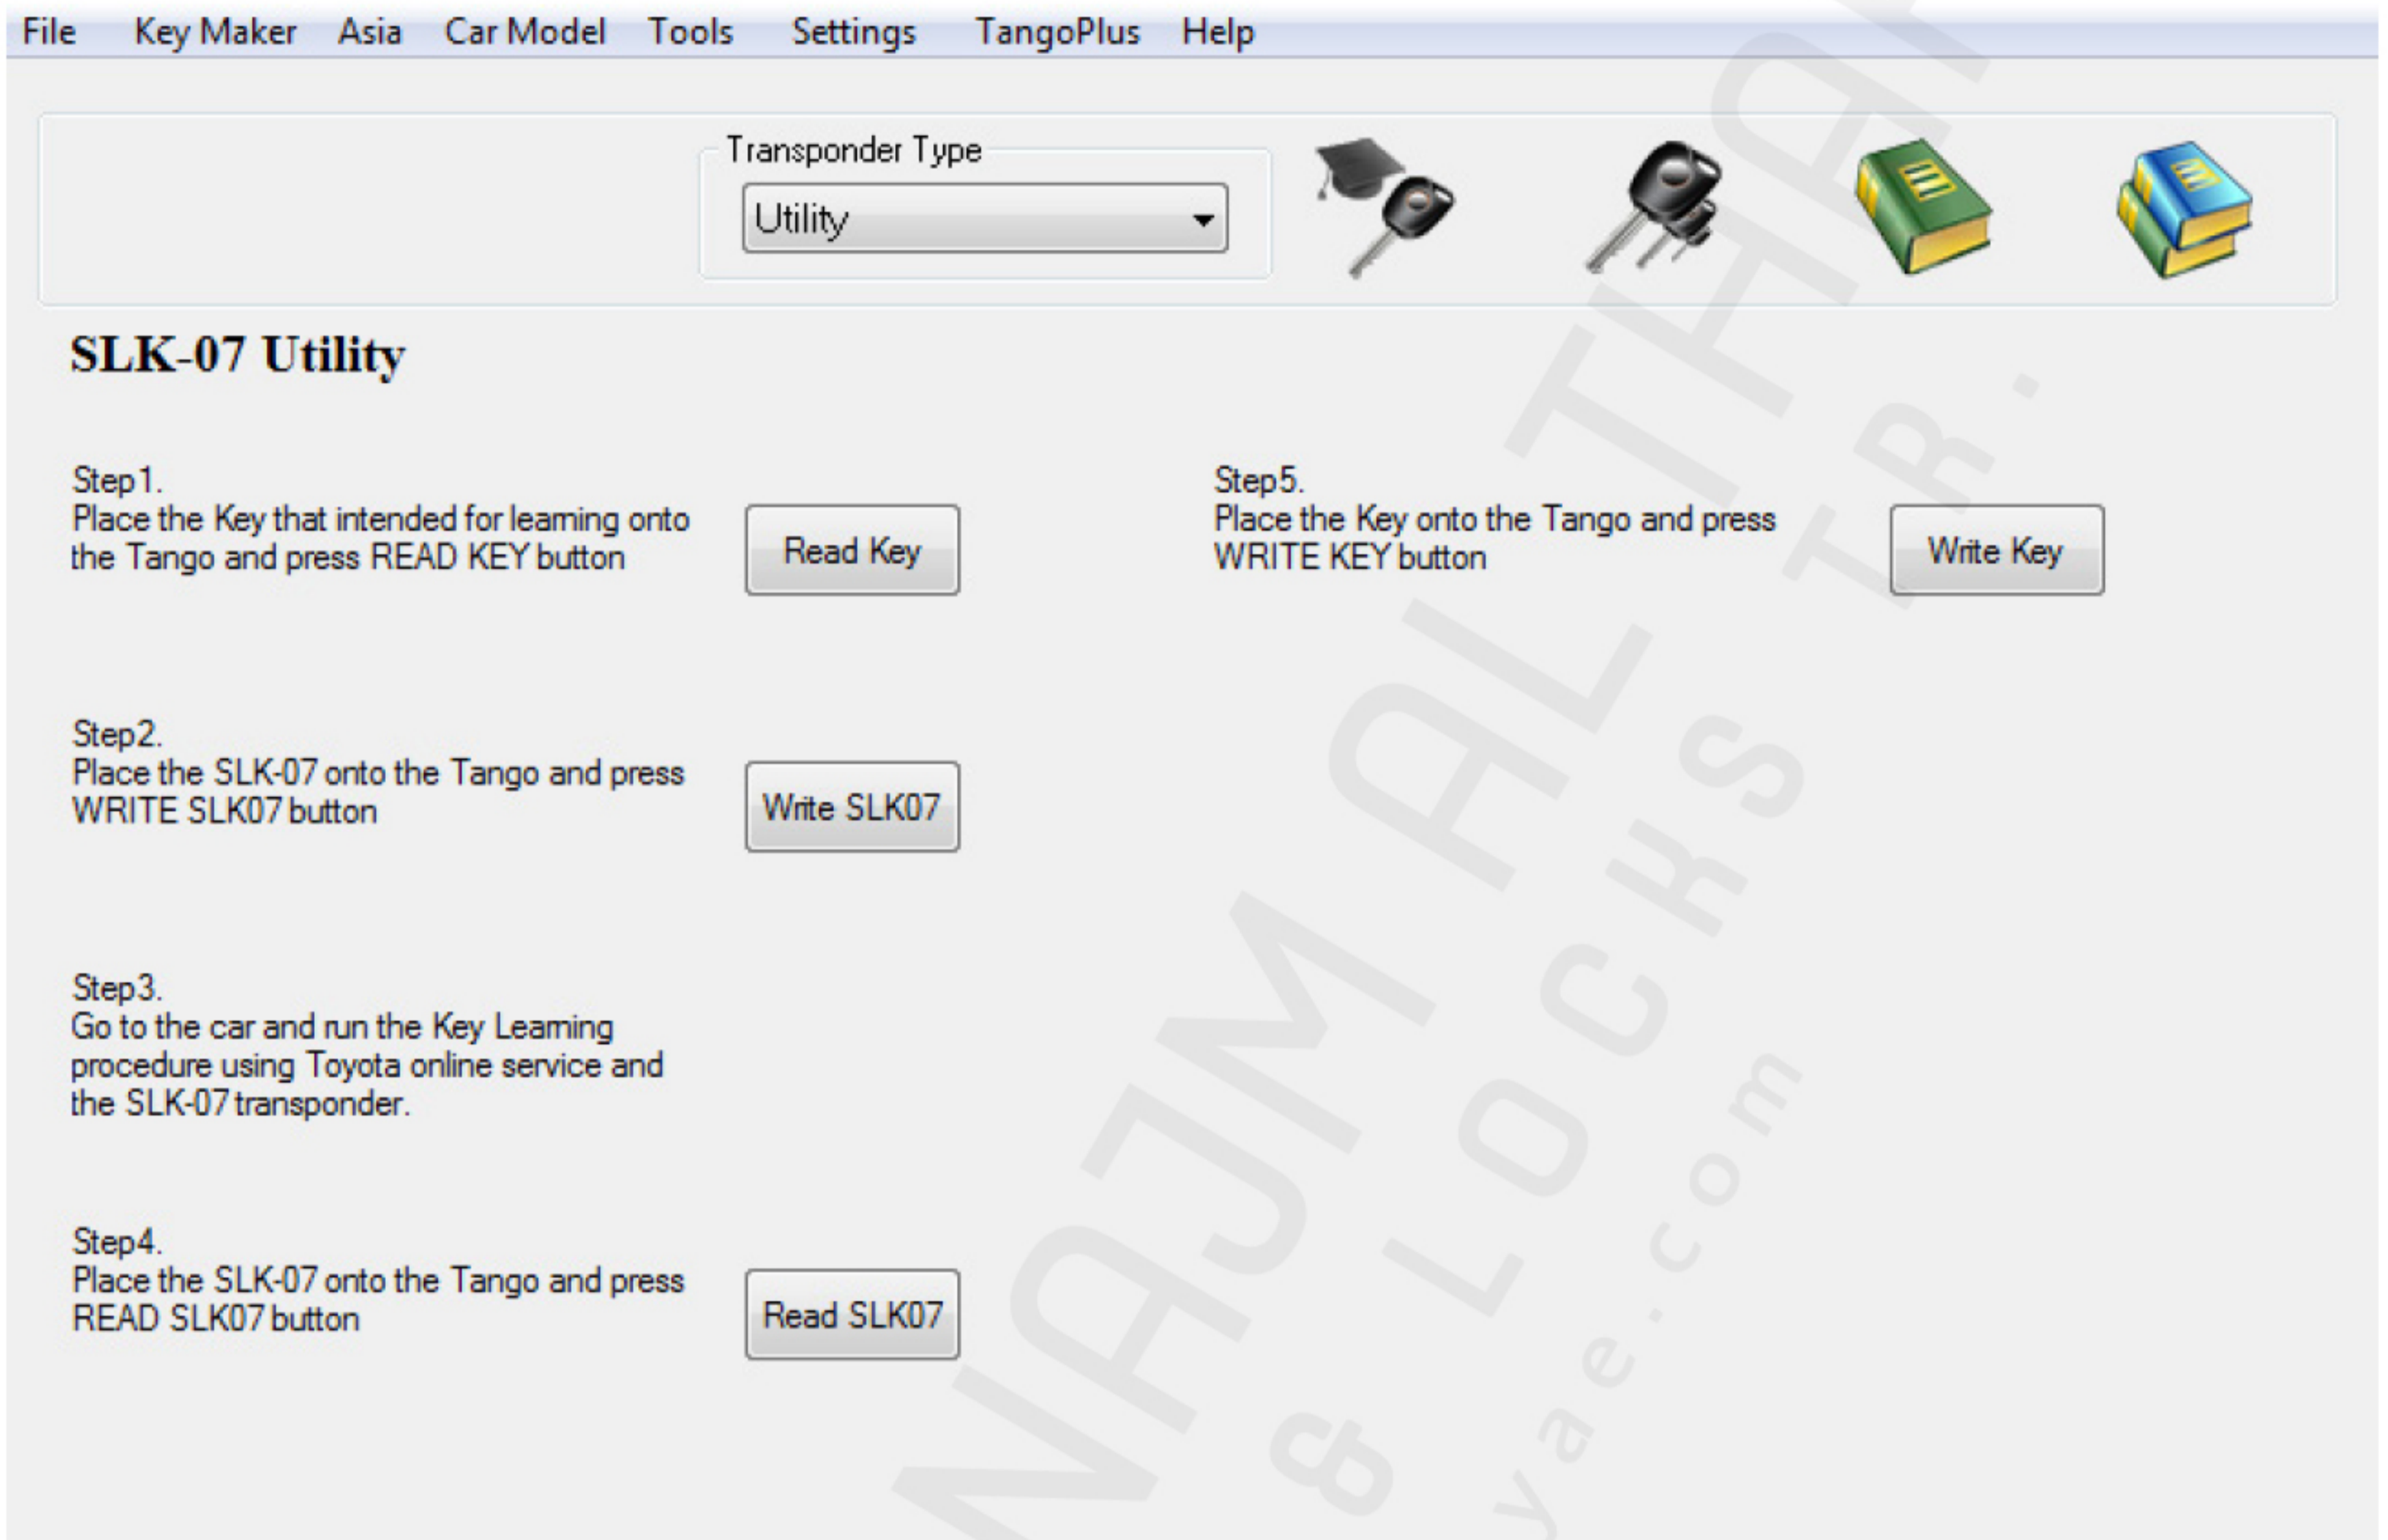 File Key Maker Asia Car Model Tools Settings TangoPlus Help
Transponder Type
Utility
SLK-07 Utility
Step1.
Place the Key that intended for learning onto
the Tango and press READ KEY button
Read Key
Step2.
Place the SLK-07 onto the Tango and press
WRITE SLK07 button
Write SLK07
Step3.
Go to the car and run the Key Learning
procedure using Toyota online service and
the SLK-07 transponder.
Step4.
Place the SLK-07 onto the Tango and press
READ SLK07 button
Read SLK07
Step5.
Place the Key onto the Tango and press
WRITE KEY button
Write Key
NAJM AL
& LOCKS TR.